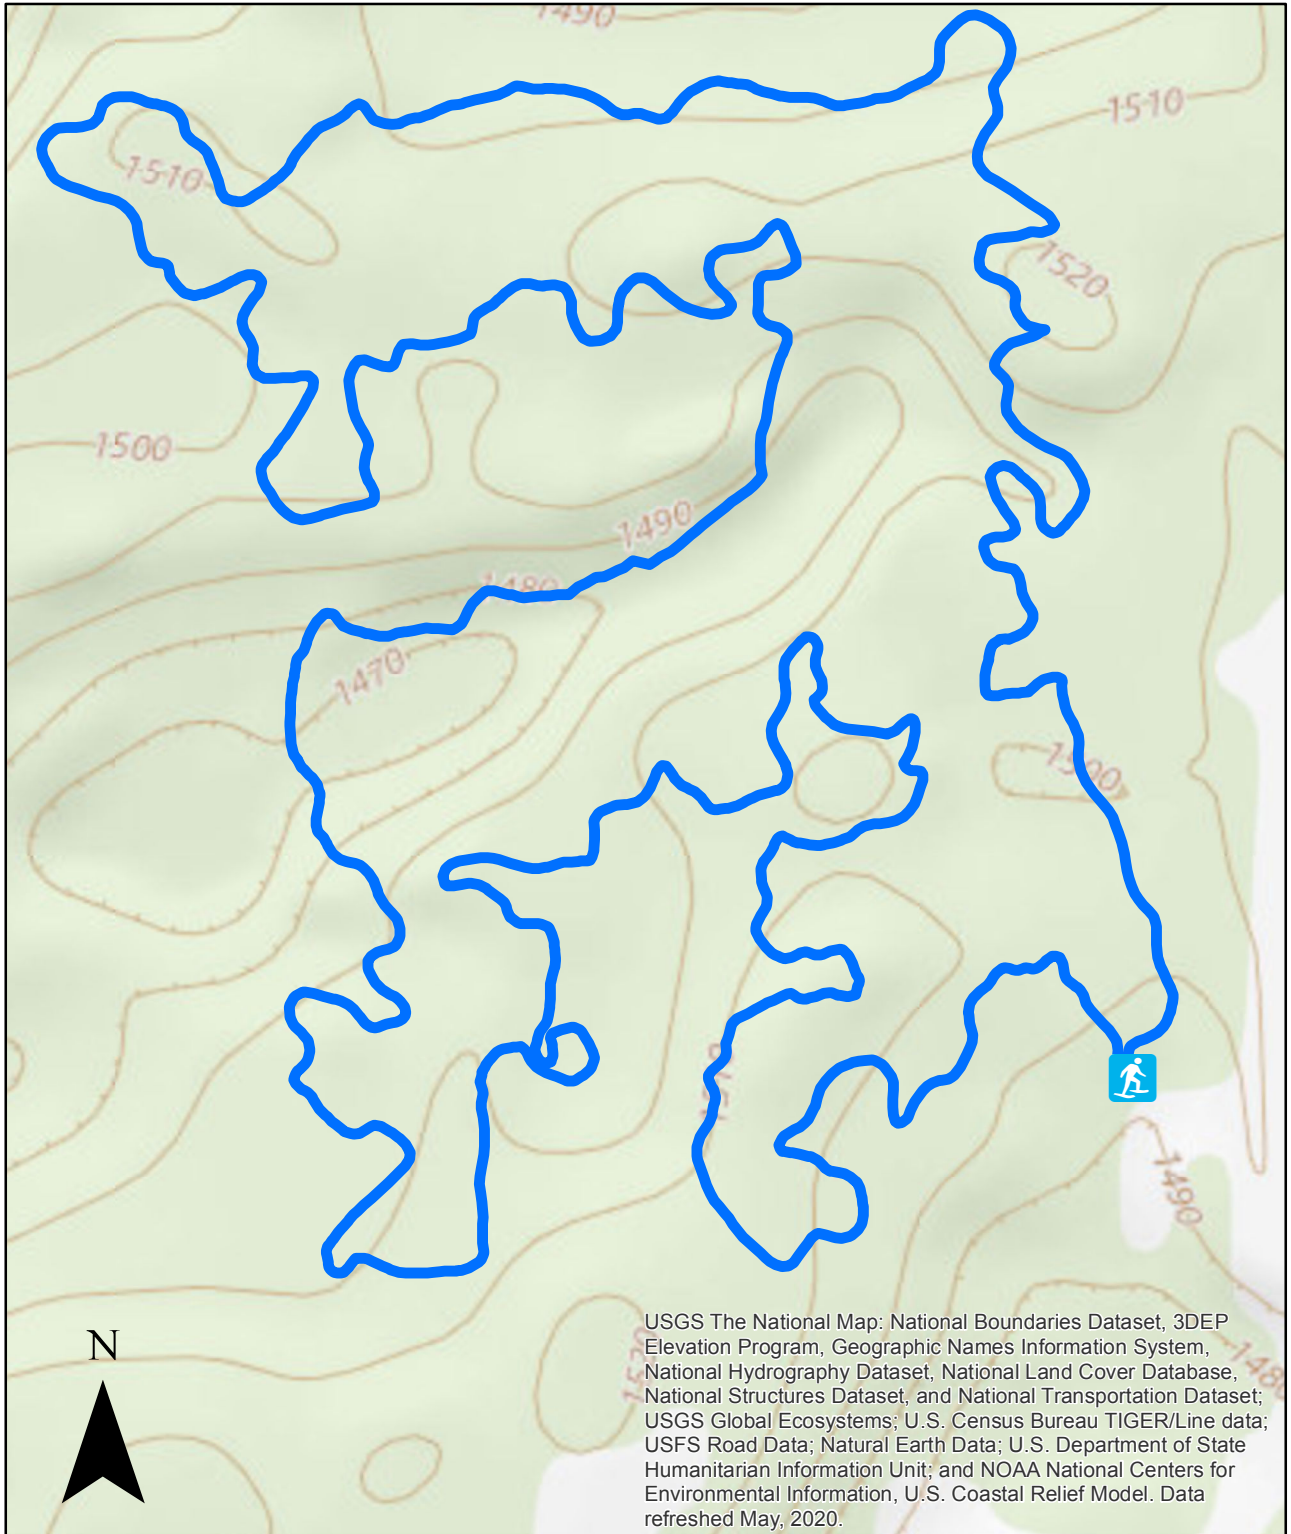 1490
1510
1510
1520
1500
1490
1480
1470
1500
1490
N
1520
1480
USGS The National Map: National Boundaries Dataset, 3DEP
Elevation Program, Geographic Names Information System,
National Hydrography Dataset, National Land Cover Database,
National Structures Dataset, and National Transportation Dataset;
USGS Global Ecosystems; U.S. Census Bureau TIGER/Line data;
USFS Road Data; Natural Earth Data; U.S. Department of State
Humanitarian Information Unit; and NOAA National Centers for
Environmental Information, U.S. Coastal Relief Model. Data
refreshed May, 2020.